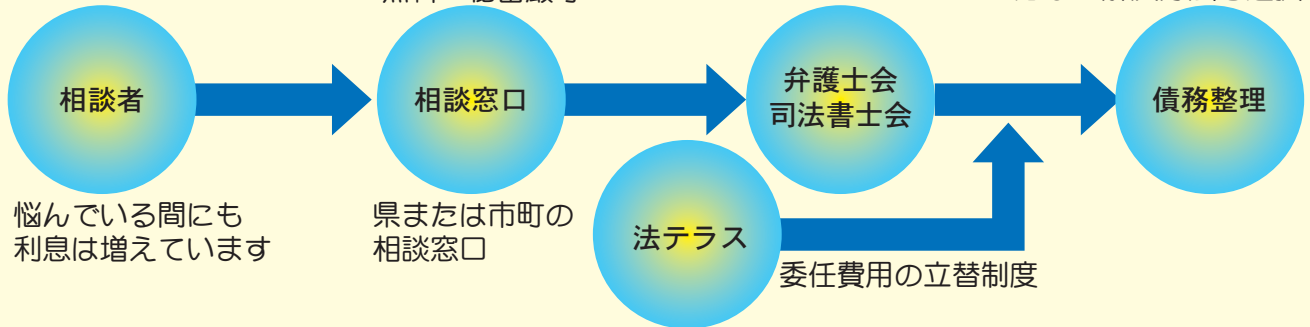 相談者
相談窓口
弁護士会
司法書士会
債務整理
悩んでいる間にも
利息は増えています
県または市町の
相談窓口
法テラス
委任費用の立替制度